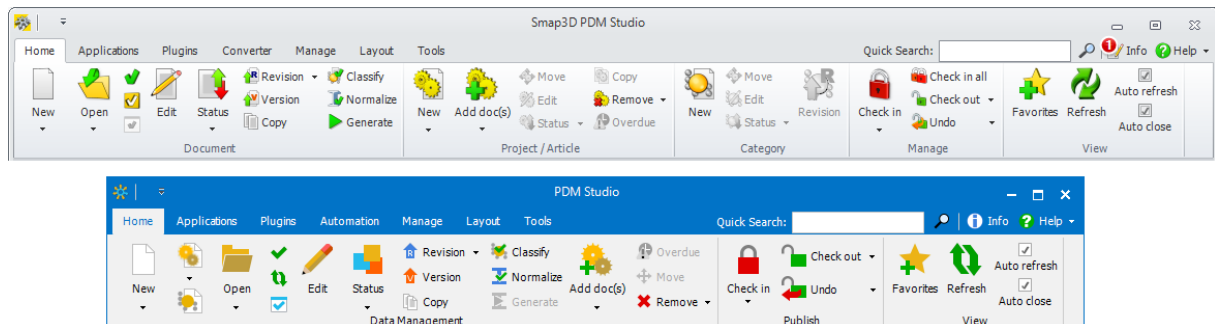 Smap3D PDM Studio
Home Applications Plugins Converter Manage Layout Tools Quick Search: 1 Info Help
R Revision Classify Move Copy Move R Check in all
Auto refresh
V Version Normalize Edit Remove Edit Check out
New Open Edit Status New Add doc(s) New Revision Check in Favorites Refresh
Copy Generate Status Overdue Status Undo
Auto close
Document Project / Article Category Manage View
PDM Studio
Home Applications Plugins Automation Manage Layout Tools Quick Search: Info Help
R Revision Classify Overdue Check out
Auto refresh
New Open Edit Status Version Normalize Add doc(s) Move Check in Undo Favorites Refresh
Copy Generate Remove
Auto close
Data Management Publish View